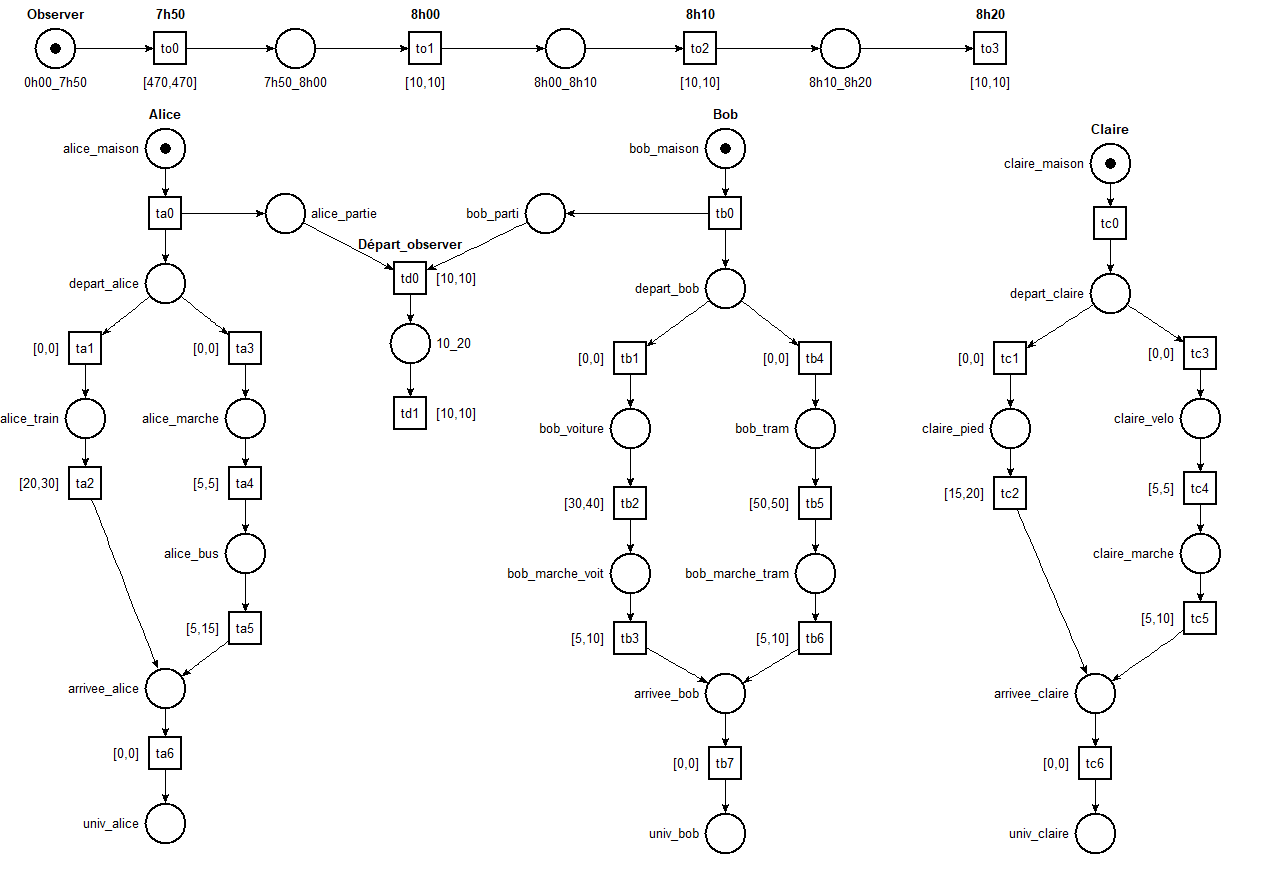 Observer 7h50 8h00 8h10 8h20
to0 to1 to2 to3
0h00_7h50 [470,470] 7h50_8h00 [10,10] 8h00_8h10 [10,10] 8h10_8h20 [10,10]
Alice
alice_maison
ta0 alice_partie
depart_alice
[0,0] ta1 [0,0] ta3
alice_train alice_marche
[20,30] ta2 [5,5] ta4
alice_bus
[5,15] ta5
arrivee_alice
[0,0] ta6
univ_alice
Départ_observer
td0 [10,10]
10_20
td1 [10,10]
Bob
bob_maison
bob_parti tb0
depart_bob
[0,0] tb1 [0,0] tb4
bob_voiture bob_tram
[30,40] tb2 [50,50] tb5
bob_marche_voit bob_marche_tram
[5,10] tb3 [5,10] tb6
arrivee_bob
[0,0] tb7
univ_bob
Claire
claire_maison
tc0
depart_claire
[0,0] tc1 [0,0] tc3
claire_pied claire_velo
[15,20] tc2 [5,5] tc4
claire_marche
[5,10] tc5
arrivee_claire
[0,0] tc6
univ_claire